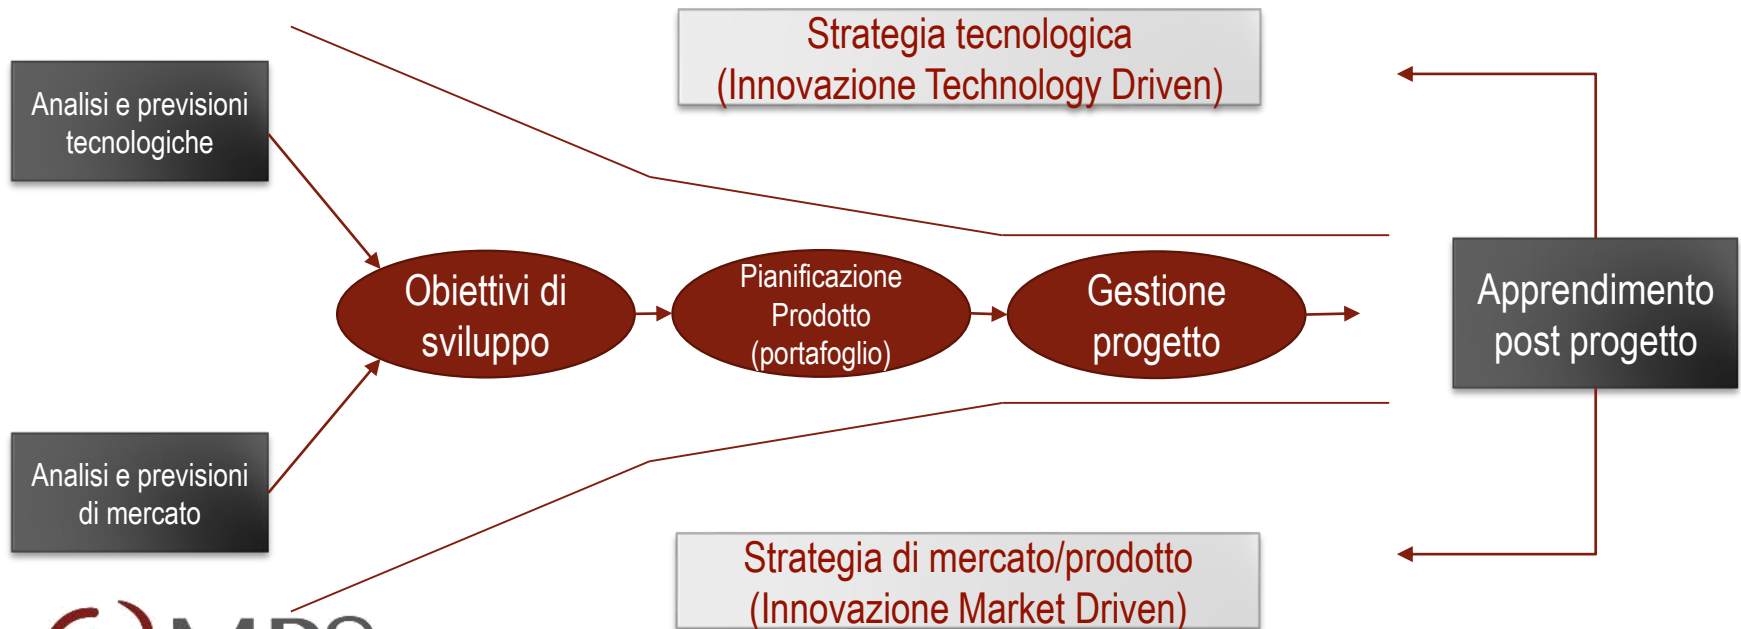 Strategia tecnologica
(Innovazione Technology Driven)
Analisi e previsioni
tecnologiche
Obiettivi di
sviluppo
Pianificazione
Prodotto
(portafoglio)
Gestione
progetto
Apprendimento
post progetto
Analisi e previsioni
di mercato
Strategia di mercato/prodotto
(Innovazione Market Driven)